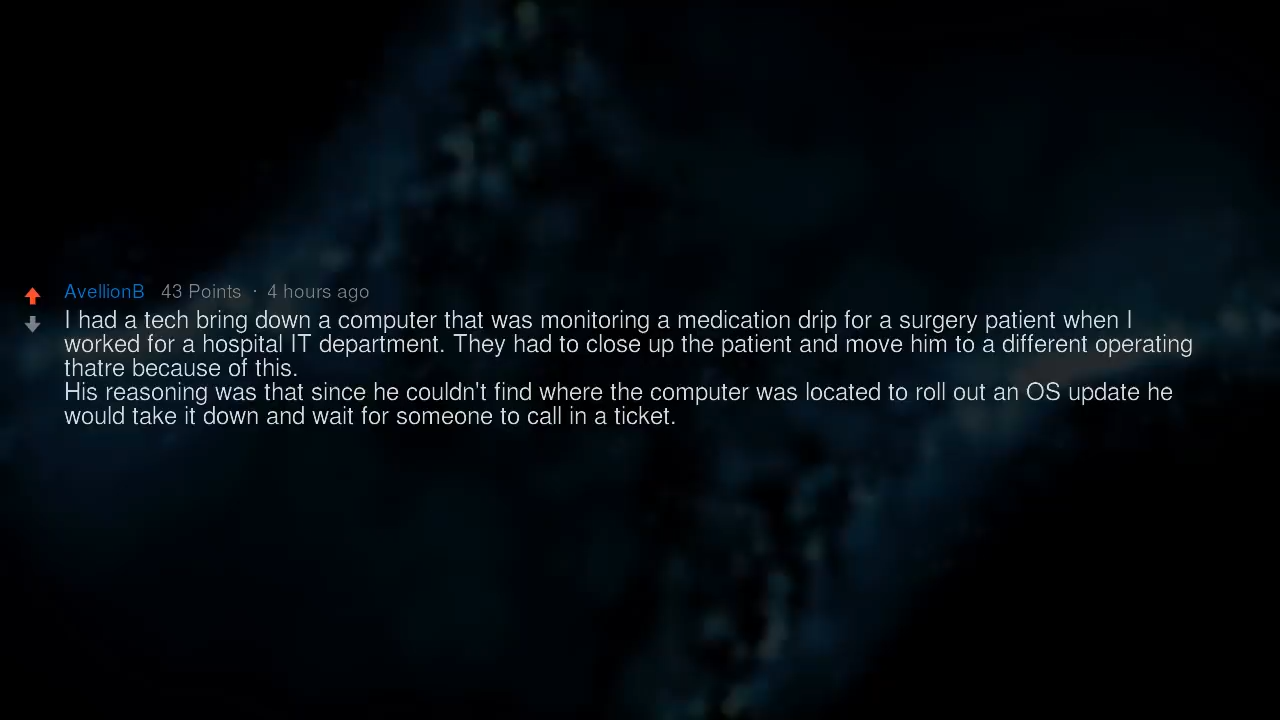 AvellionB 43 Points · 4 hours ago
I had a tech bring down a computer that was monitoring a medication drip for a surgery patient when I
worked for a hospital IT department. They had to close up the patient and move him to a different operating
thatre because of this.
His reasoning was that since he couldn't find where the computer was located to roll out an OS update he
would take it down and wait for someone to call in a ticket.